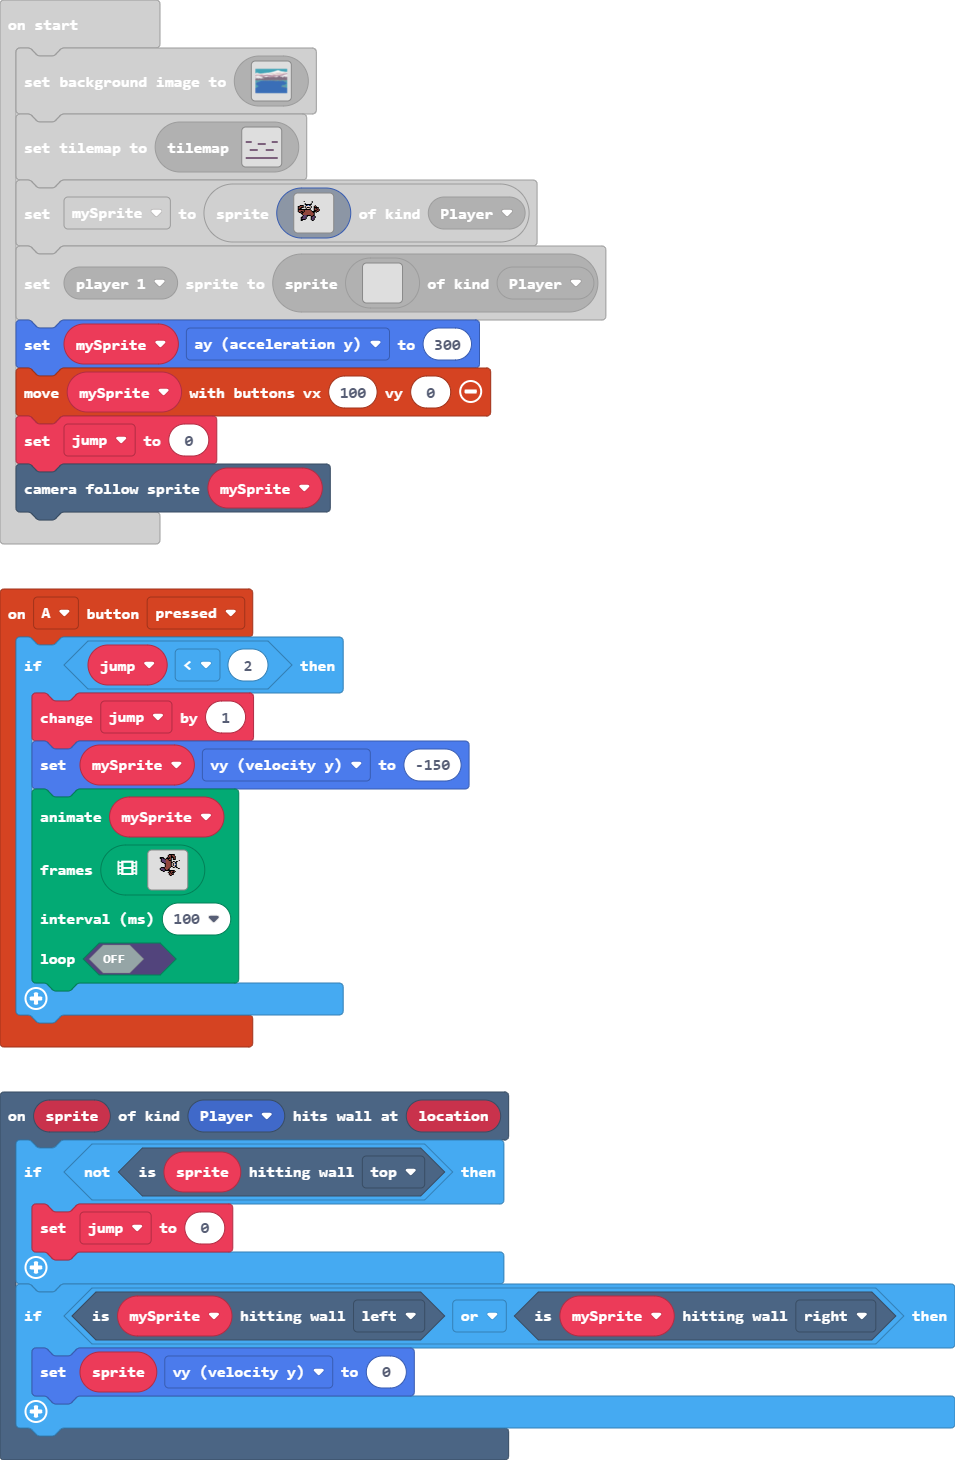 on start
set background image to
set tilemap to tilemap
set mySprite to sprite of kind Player
set player 1 sprite to sprite of kind Player
set mySprite ay (acceleration y) to 300
move mySprite with buttons vx 100 vy 0
set jump to 0
camera follow sprite mySprite
on A button pressed
if jump < 2 then
change jump by 1
set mySprite vy (velocity y) to -150
animate mySprite
frames
interval (ms) 100
loop OFF
on sprite of kind Player hits wall at location
if not is sprite hitting wall top then
set jump to 0
if is mySprite hitting wall left or is mySprite hitting wall right then
set sprite vy (velocity y) to 0